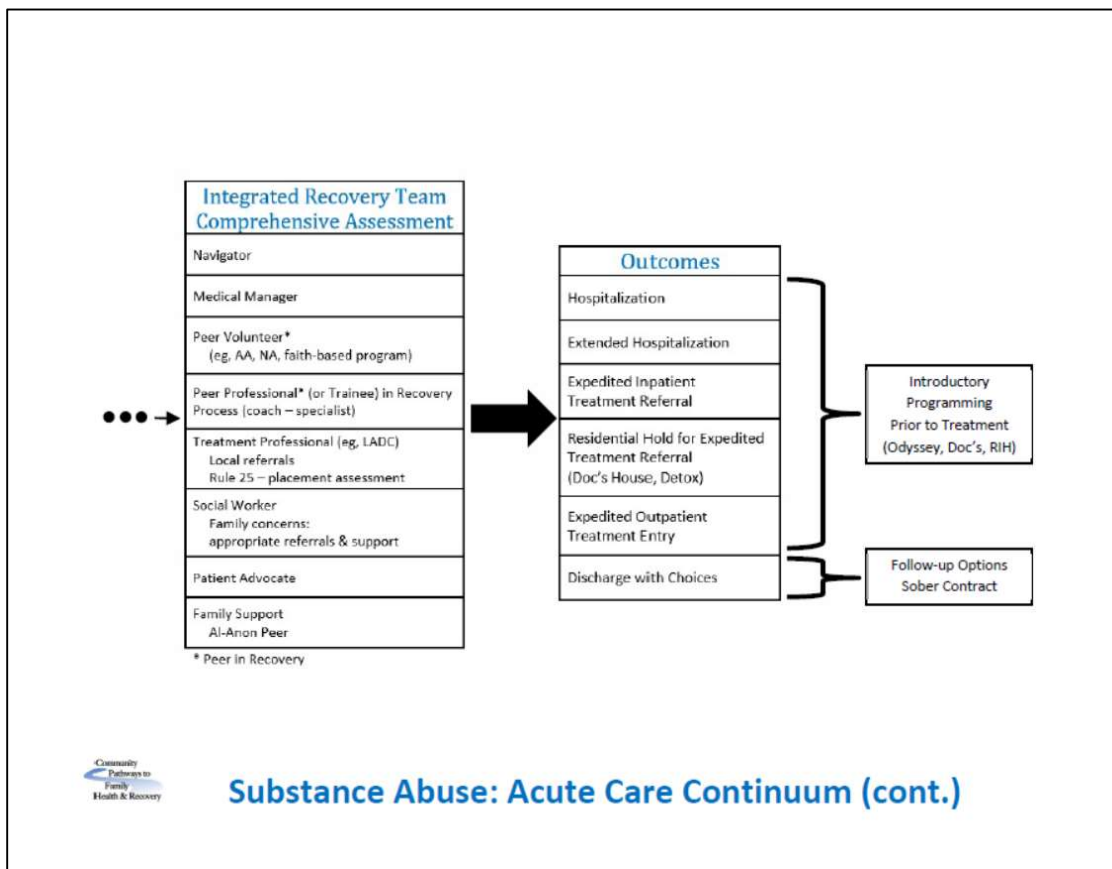 Integrated Recovery Team
Comprehensive Assessment
Navigator
Medical Manager
Peer Volunteer*
(eg, AA, NA, faith-based program)
Peer Professional* (or Trainee) in Recovery
Process (coach – specialist)
Treatment Professional (eg, LADC)
Local referrals
Rule 25 – placement assessment
Social Worker
Family concerns:
appropriate referrals & support
Patient Advocate
Family Support
Al-Anon Peer
* Peer in Recovery
Outcomes
Hospitalization
Extended Hospitalization
Expedited Inpatient
Treatment Referral
Residential Hold for Expedited
Treatment Referral
(Doc's House, Detox)
Expedited Outpatient
Treatment Entry
Discharge with Choices
Introductory
Programming
Prior to Treatment
(Odyssey, Doc's, RIH)
Follow-up Options
Sober Contract
Community
Pathways to
Family
Health & Recovery
Substance Abuse: Acute Care Continuum (cont.)